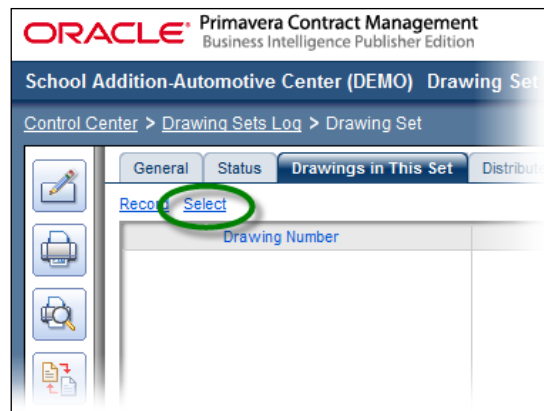 ORACLE® Primavera Contract Management
Business Intelligence Publisher Edition
School Addition-Automotive Center (DEMO) Drawing Set
Control Center > Drawing Sets Log > Drawing Set
General Status Drawings in This Set
Record Select
Drawing Number